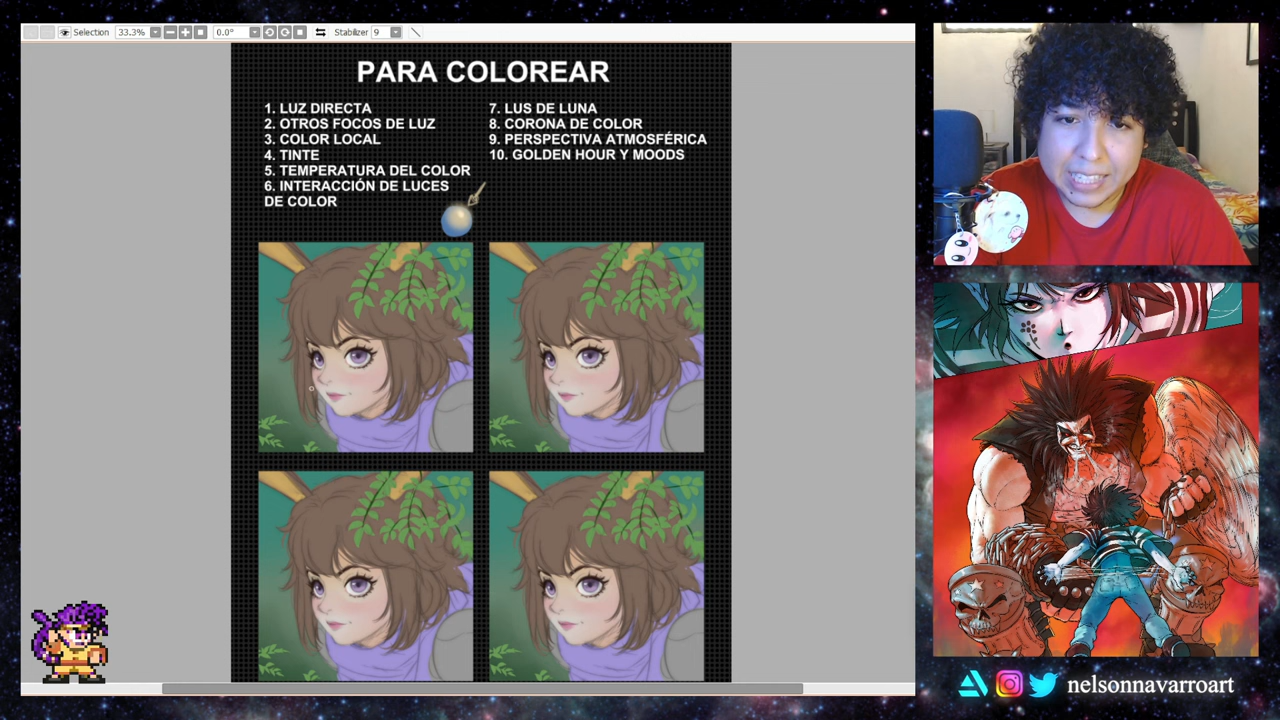 Selection 33.3% 0.0° Stabilizer 9
PARA COLOREAR
1. LUZ DIRECTA
2. OTROS FOCOS DE LUZ
3. COLOR LOCAL
4. TINTE
5. TEMPERATURA DEL COLOR
6. INTERACCIÓN DE LUCES
DE COLOR
7. LUS DE LUNA
8. CORONA DE COLOR
9. PERSPECTIVA ATMOSFÉRICA
10. GOLDEN HOUR Y MOODS
nelsonnavarroart